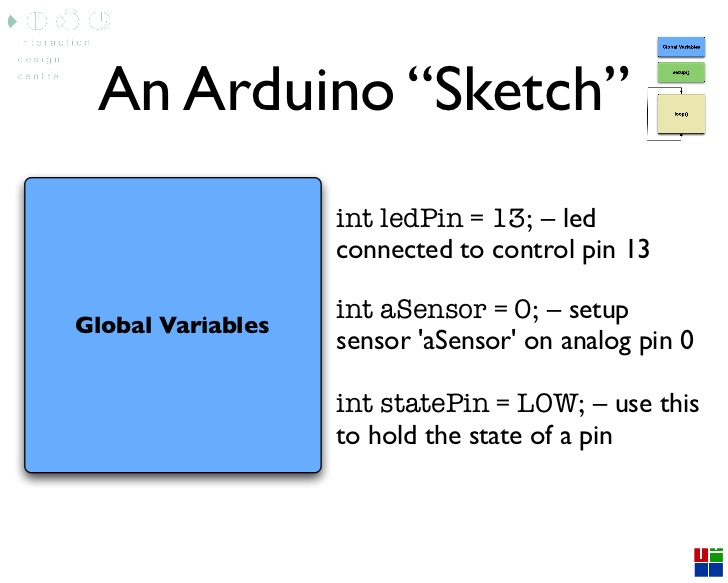 interaction
design
centre
An Arduino “Sketch”
Global Variables
setup()
loop()
Global Variables
int ledPin = 13; – led
connected to control pin 13
int aSensor = 0; – setup
sensor 'aSensor' on analog pin 0
int statePin = LOW; – use this
to hold the state of a pin